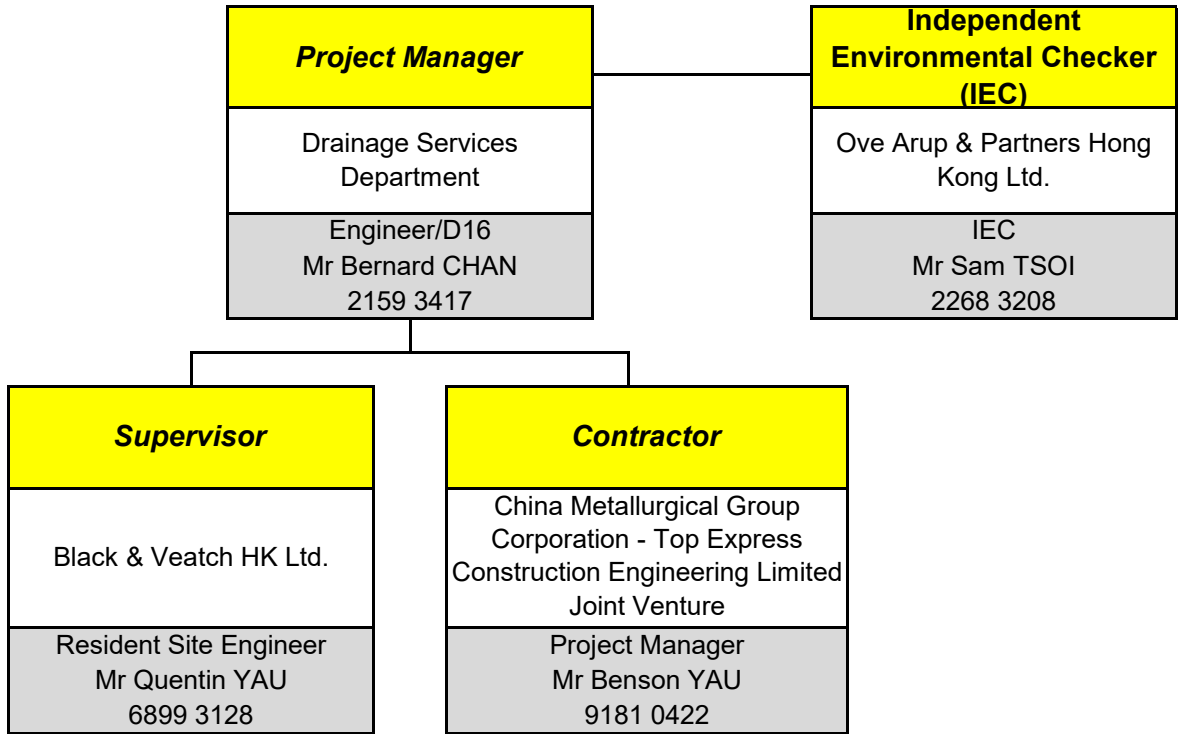 Project Manager
Drainage Services
Department
Engineer/D16
Mr Bernard CHAN
2159 3417
Independent
Environmental Checker
(IEC)
Ove Arup & Partners Hong
Kong Ltd.
IEC
Mr Sam TSOI
2268 3208
Supervisor
Black & Veatch HK Ltd.
Resident Site Engineer
Mr Quentin YAU
6899 3128
Contractor
China Metallurgical Group
Corporation - Top Express
Construction Engineering Limited
Joint Venture
Project Manager
Mr Benson YAU
9181 0422